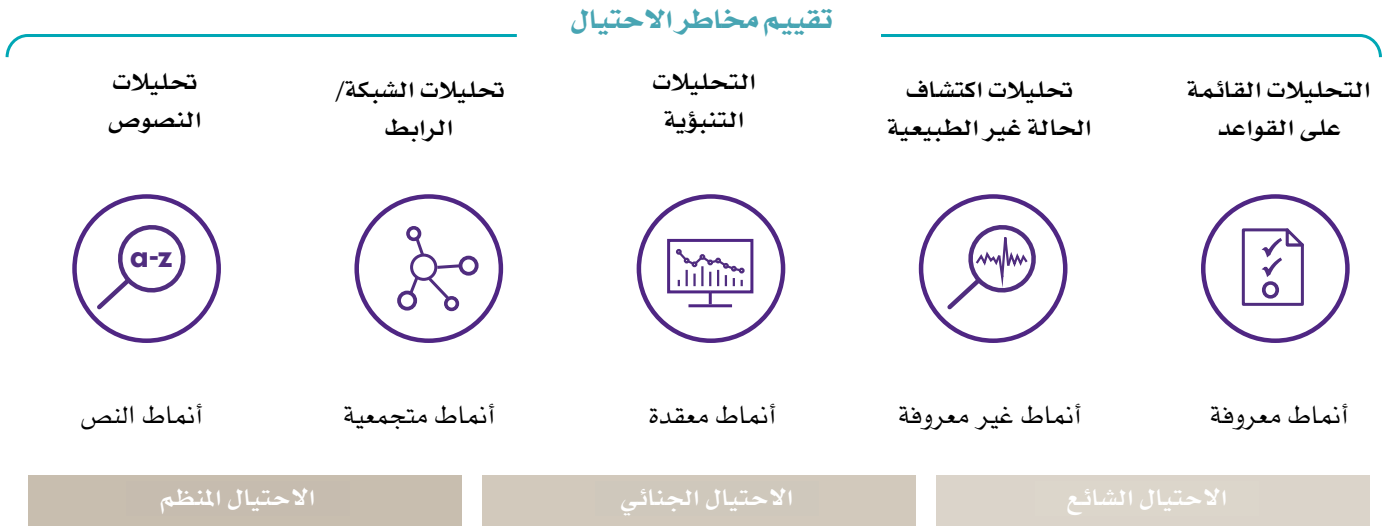 تقييم مخاطر الاحتيال
التحليلات القائمة
على القواعد
تحليلات اكتشاف
الحالة غير الطبيعية
التحليلات
التنبؤية
تحليلات الشبكة/
الرابط
تحليلات
النصوص
a-z
أنماط معروفة
أنماط غير معروفة
أنماط معقدة
أنماط متجمعية
أنماط النص
الاحتيال الشائع
الاحتيال الجنائي
الاحتيال المنظم